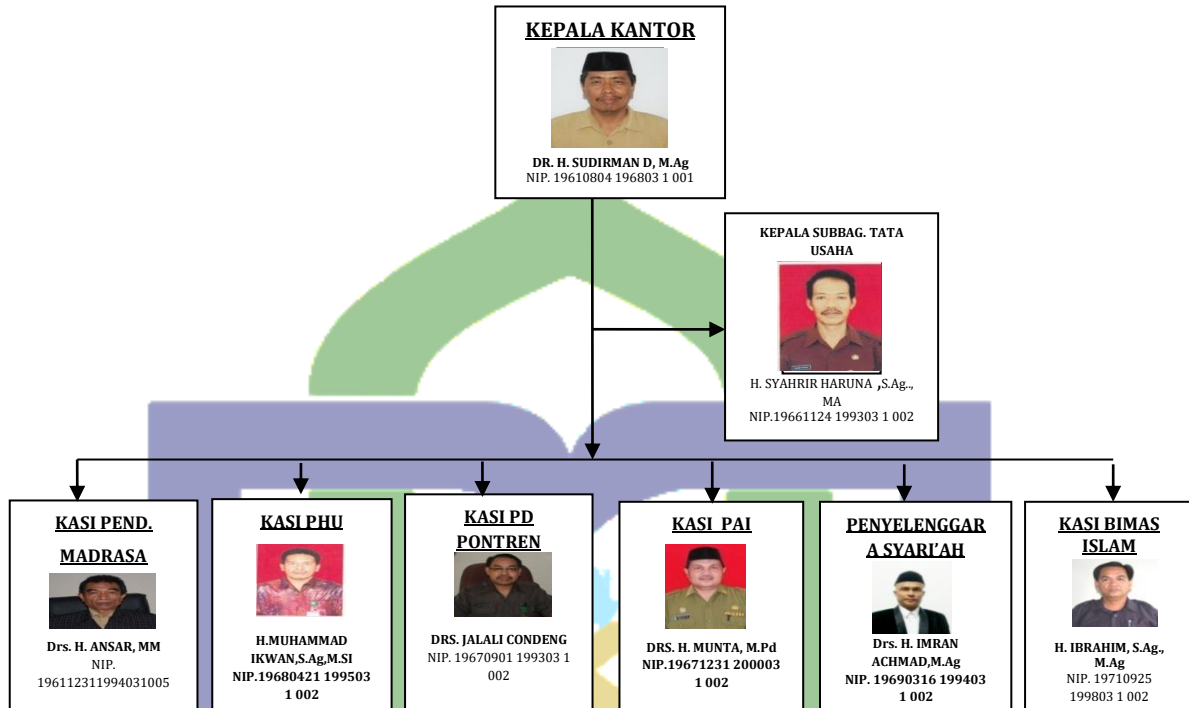 KEPALA KANTOR
DR. H. SUDIRMAN D, M.Ag
NIP. 19610804 196803 1 001
KEPALA SUBBAG. TATA
USAHA
H. SYAHRIR HARUNA ,S.Ag..,
MA
NIP.19661124 199303 1 002
KASI PEND.
MADRASA
Drs. H. ANSAR, MM
NIP.
196112311994031005
KASI PHU
H.MUHAMMAD
IKWAN,S.Ag,M.SI
NIP.19680421 199503
1 002
KASI PD
PONTREN
DRS. JALALI CONDENG
NIP. 19670901 199303 1
002
KASI PAI
DRS. H. MUNTA, M.Pd
NIP.19671231 200003
1 002
PENYELENGGAR
A SYARI'AH
Drs. H. IMRAN
ACHMAD,M.Ag
NIP. 19690316 199403
1 002
KASI BIMAS
ISLAM
H. IBRAHIM, S.Ag.,
M.Ag
NIP. 19710925
199803 1 002